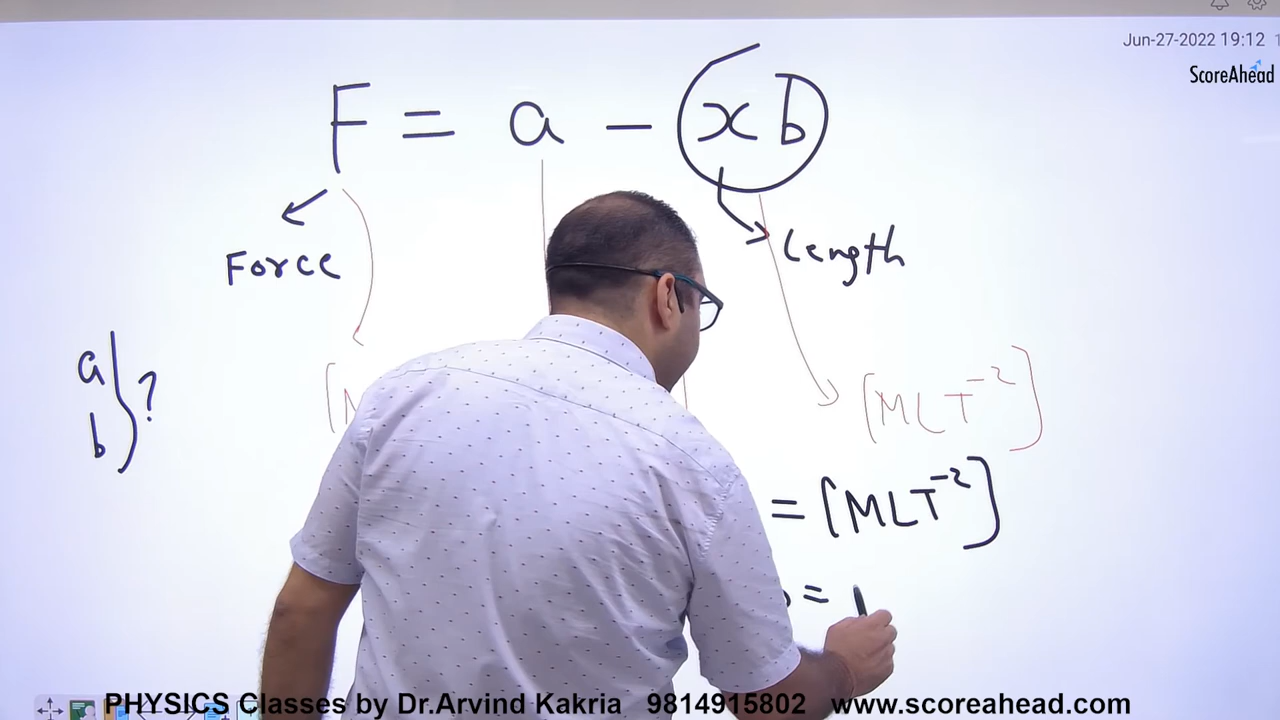 Jun-27-2022 19:12
ScoreAhead
F = a - x b
Force
Length
a
b
?
[MLT⁻²]
= [MLT⁻²]
=
PHYSICS Classes by Dr.Arvind Kakria 9814915802 www.scoreahead.com